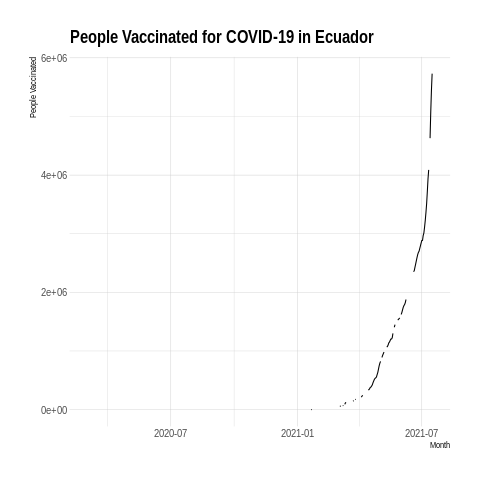 People Vaccinated for COVID-19 in Ecuador
People Vaccinated
6e+06
4e+06
2e+06
0e+00
2020-07
2021-01
2021-07
Month